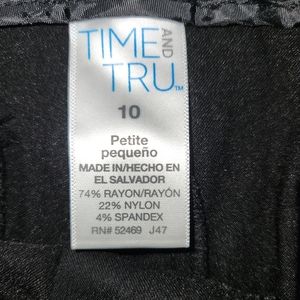 TIME AND
TRU™
10
Petite
pequeño
MADE IN/HECHO EN
EL SALVADOR
74% RAYON/RAYÓN
22% NYLON
4% SPANDEX
RN# 52469 J47